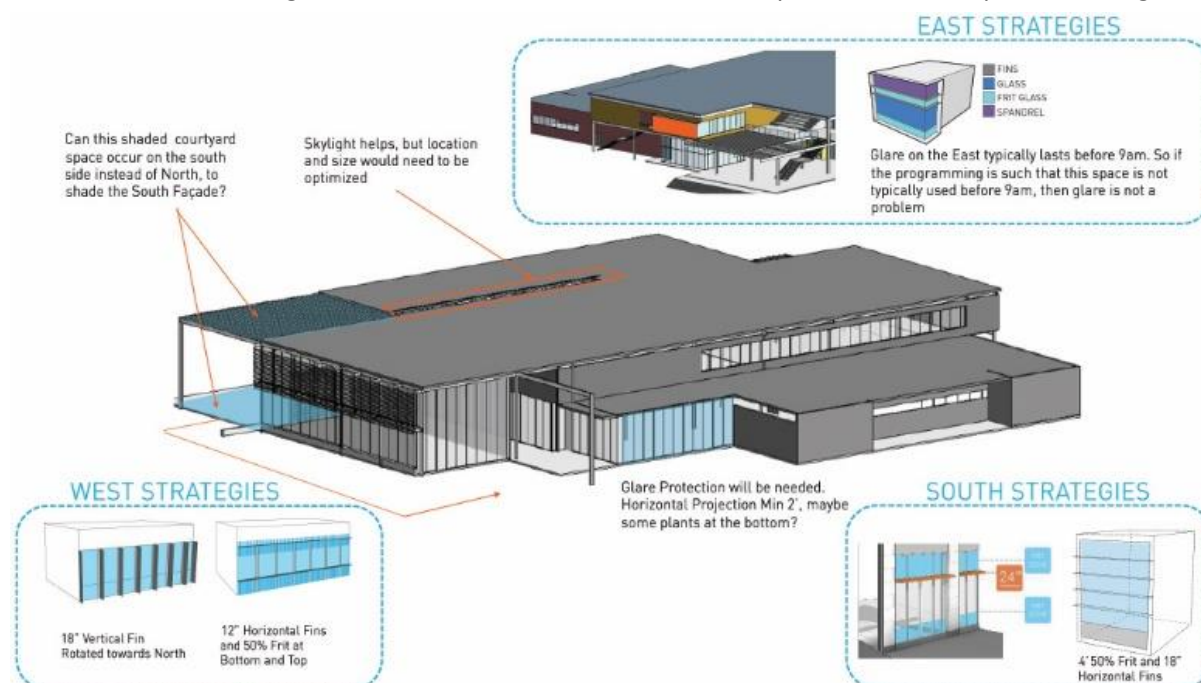 EAST STRATEGIES
FINS
GLASS
FRIT GLASS
SPANDREL
Glare on the East typically lasts before 9am. So if
the programming is such that this space is not
typically used before 9am, then glare is not a
problem
Can this shaded courtyard
space occur on the south
side instead of North, to
shade the South Façade?
Skylight helps, but location
and size would need to be
optimized
Glare Protection will be needed.
Horizontal Projection Min 2', maybe
some plants at the bottom?
WEST STRATEGIES
18" Vertical Fin
Rotated towards North
12" Horizontal Fins
and 50% Frit at
Bottom and Top
SOUTH STRATEGIES
24"
4' 50% Frit and 18"
Horizontal Fins